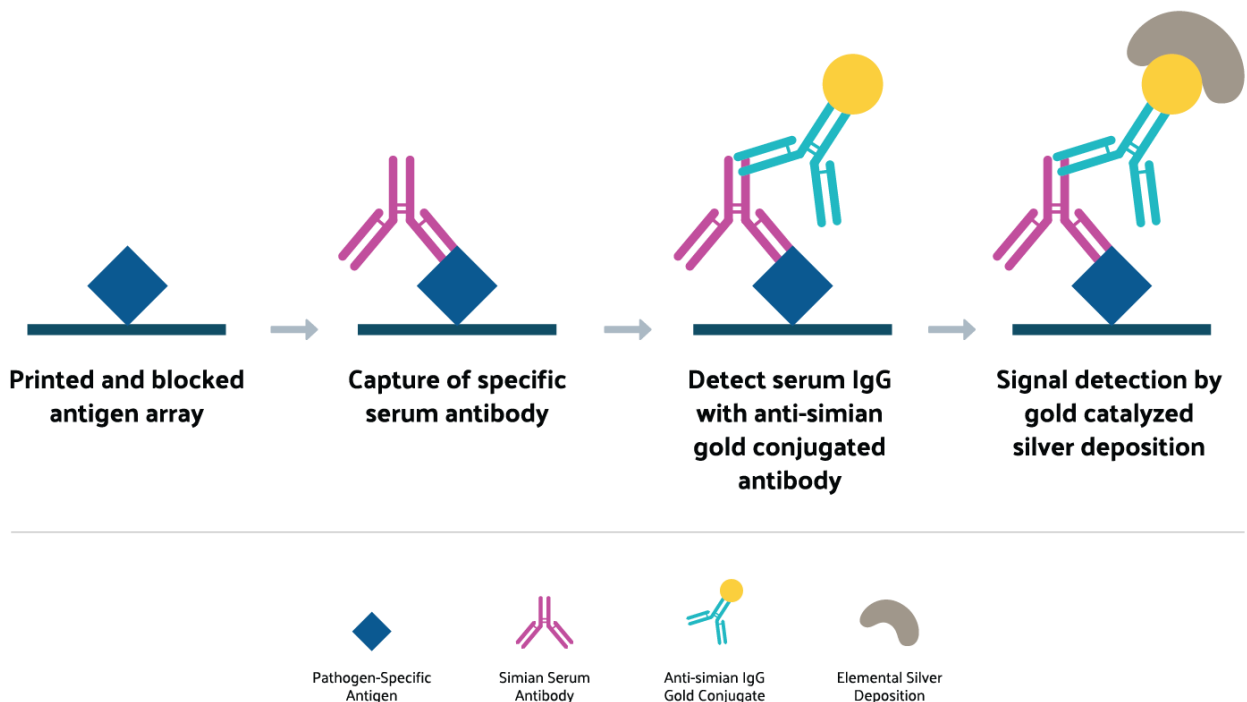 Printed and blocked
antigen array
Capture of specific
serum antibody
Detect serum IgG
with anti-simian
gold conjugated
antibody
Signal detection by
gold catalyzed
silver deposition
Pathogen-Specific
Antigen
Simian Serum
Antibody
Anti-simian IgG
Gold Conjugate
Elemental Silver
Deposition